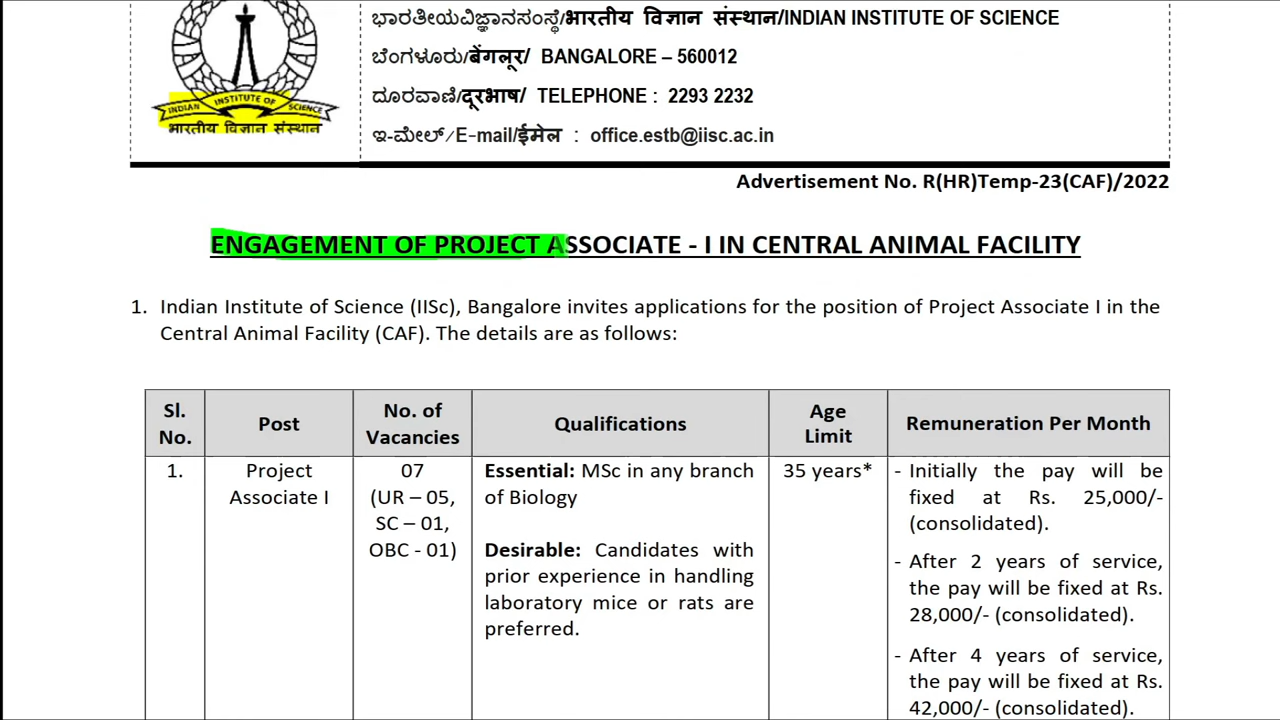 ಭಾರತೀಯವಿಜ್ಞಾನಸಂಸ್ಥೆ/भारतीय विज्ञान संस्थान/INDIAN INSTITUTE OF SCIENCE
ಬೆಂಗಳೂರು/बेंगलूर/ BANGALORE – 560012
ದೂರವಾಣಿ/दूरभाष/ TELEPHONE : 2293 2232
ಇ-ಮೇಲ್/E-mail/ईमेल : office.estb@iisc.ac.in
INDIAN INSTITUTE OF SCIENCE
भारतीय विज्ञान संस्थान
Advertisement No. R(HR)Temp-23(CAF)/2022
ENGAGEMENT OF PROJECT ASSOCIATE - I IN CENTRAL ANIMAL FACILITY
1. Indian Institute of Science (IISc), Bangalore invites applications for the position of Project Associate I in the
Central Animal Facility (CAF). The details are as follows:
Sl.
No.
Post
No. of
Vacancies
Qualifications
Age
Limit
Remuneration Per Month
1.
Project
Associate I
07
(UR – 05,
SC – 01,
OBC - 01)
Essential: MSc in any branch
of Biology
Desirable: Candidates with
prior experience in handling
laboratory mice or rats are
preferred.
35 years*
- Initially the pay will be
fixed at Rs. 25,000/-
(consolidated).
- After 2 years of service,
the pay will be fixed at Rs.
28,000/- (consolidated).
- After 4 years of service,
the pay will be fixed at Rs.
42,000/- (consolidated).